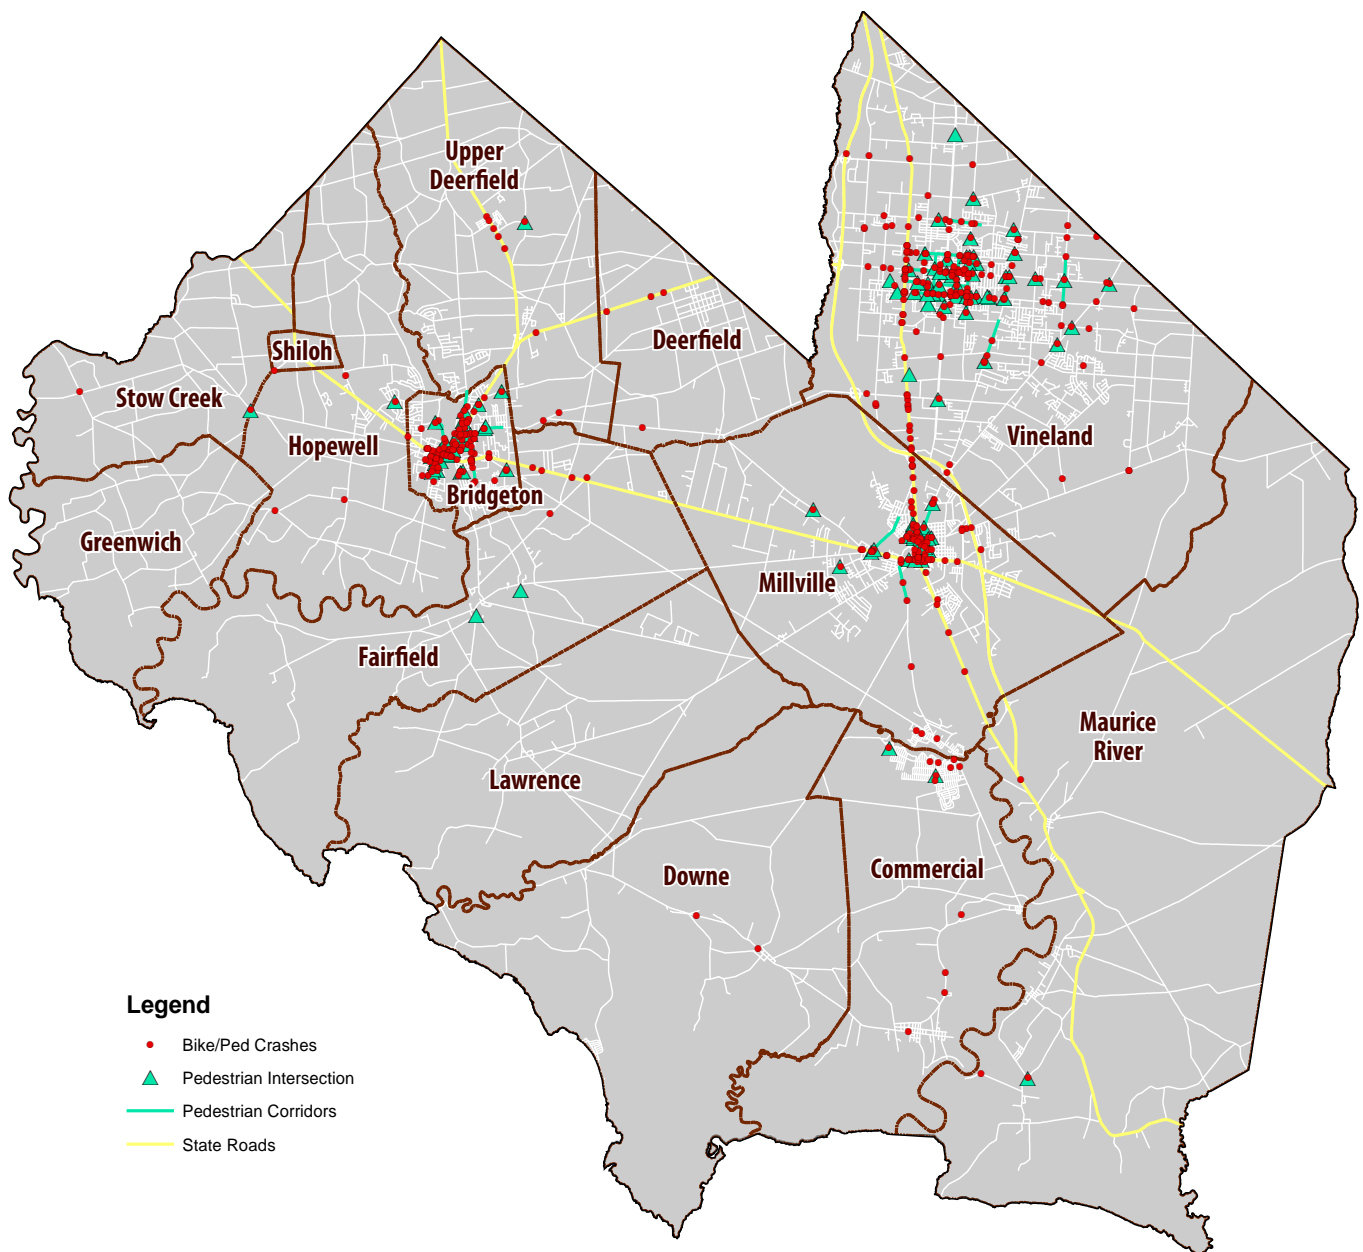 Upper
Deerfield
Shiloh
Deerfield
Stow Creek
Hopewell
Vineland
Bridgeton
Greenwich
Millville
Fairfield
Maurice
River
Lawrence
Downe
Commercial
Legend
Bike/Ped Crashes
Pedestrian Intersection
Pedestrian Corridors
State Roads